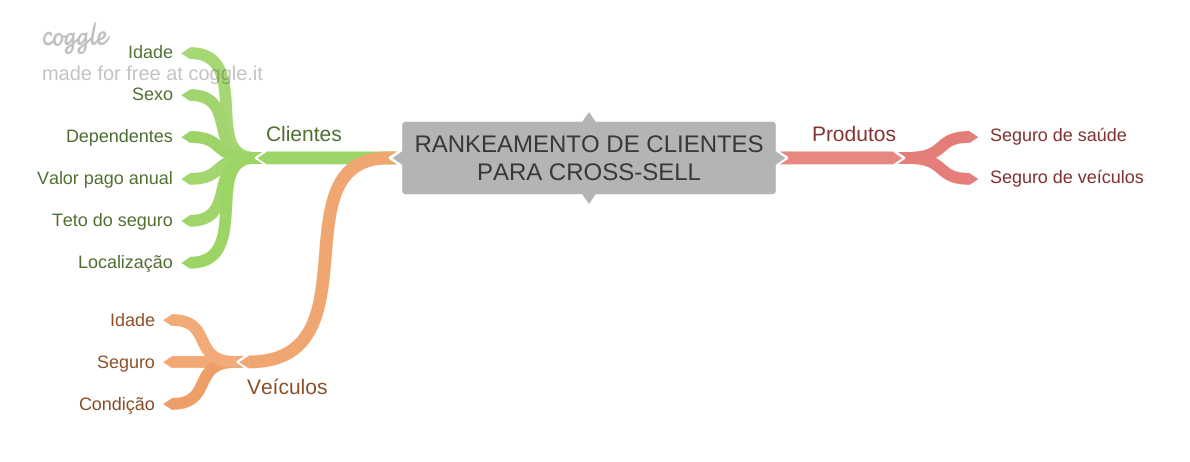 coggle
made for free at coggle.it
Idade
Sexo
Dependentes
Valor pago anual
Teto do seguro
Localização
Clientes
Idade
Seguro
Condição
Veículos
RANKEAMENTO DE CLIENTES
PARA CROSS-SELL
Produtos
Seguro de saúde
Seguro de veículos